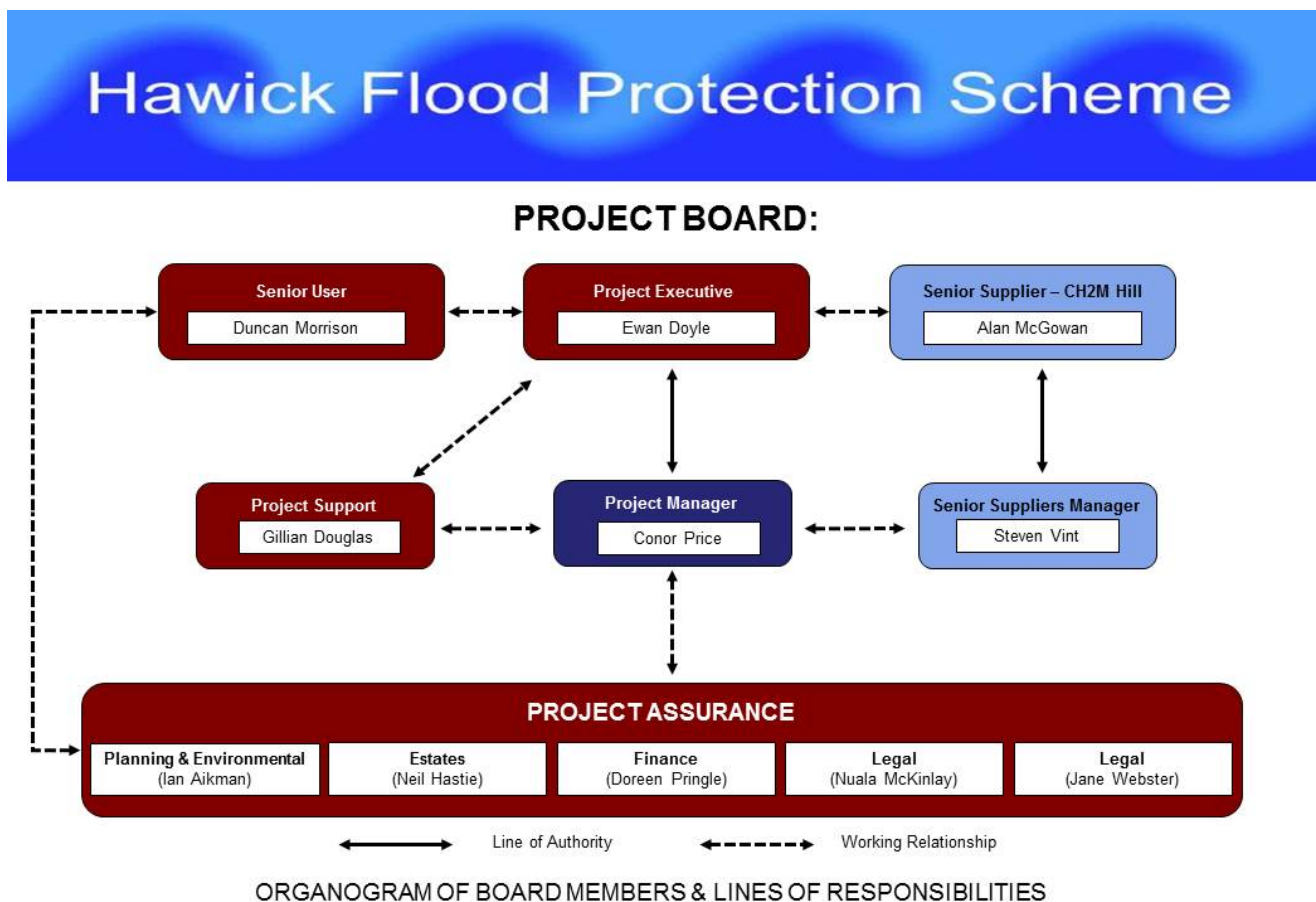 Hawick Flood Protection Scheme
PROJECT BOARD:
Senior User
Duncan Morrison
Project Executive
Ewan Doyle
Senior Supplier – CH2M Hill
Alan McGowan
Project Support
Gillian Douglas
Project Manager
Conor Price
Senior Suppliers Manager
Steven Vint
PROJECT ASSURANCE
Planning & Environmental
(Ian Aikman)
Estates
(Neil Hastie)
Finance
(Doreen Pringle)
Legal
(Nuala McKinlay)
Legal
(Jane Webster)
Line of Authority
Working Relationship
ORGANOGRAM OF BOARD MEMBERS & LINES OF RESPONSIBILITIES